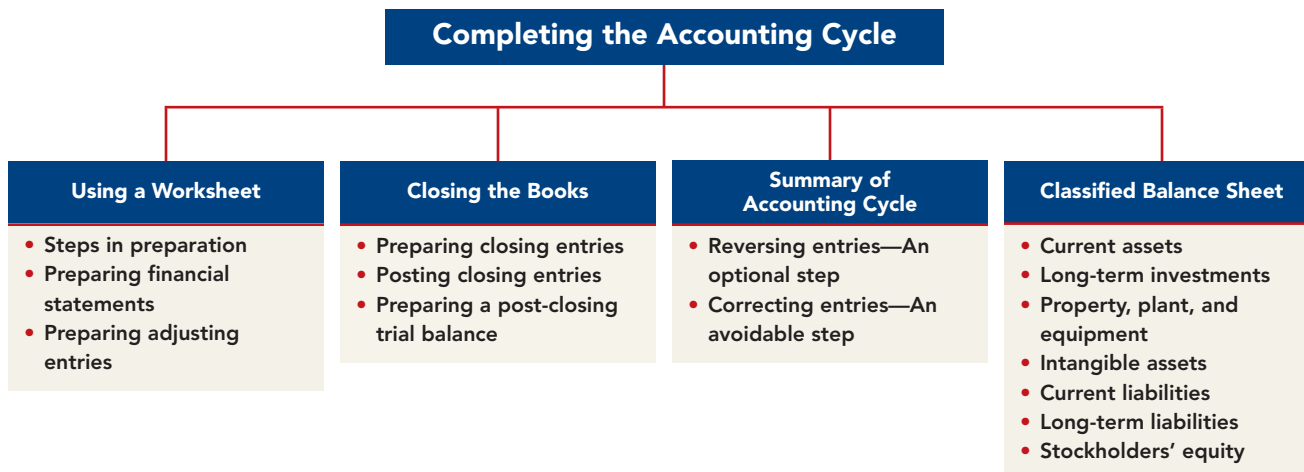 Completing the Accounting Cycle
Using a Worksheet
• Steps in preparation
• Preparing financial
statements
• Preparing adjusting
entries
Closing the Books
• Preparing closing entries
• Posting closing entries
• Preparing a post-closing
trial balance
Summary of
Accounting Cycle
• Reversing entries—An
optional step
• Correcting entries—An
avoidable step
Classified Balance Sheet
• Current assets
• Long-term investments
• Property, plant, and
equipment
• Intangible assets
• Current liabilities
• Long-term liabilities
• Stockholders’ equity